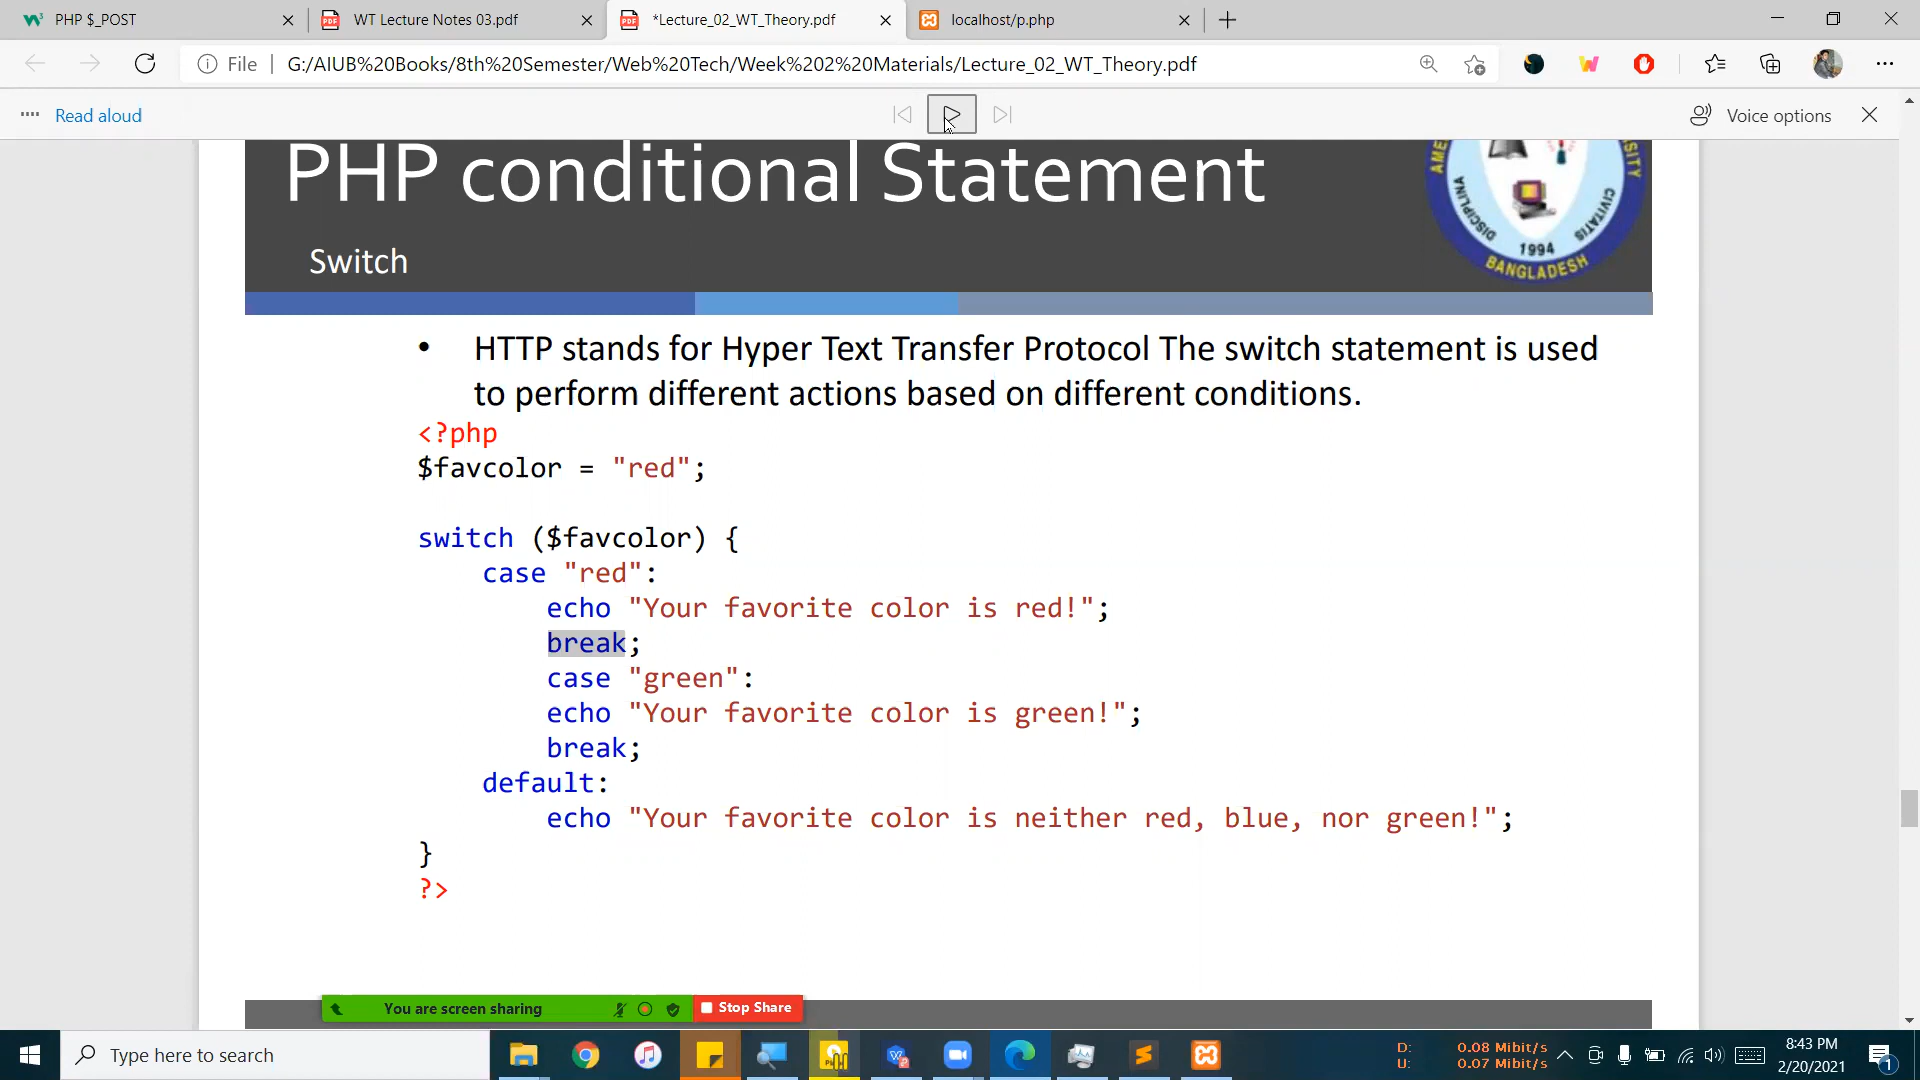 PHP $_POST
WT Lecture Notes 03.pdf
*Lecture_02_WT_Theory.pdf
localhost/p.php
File
G:/AIUB%20Books/8th%20Semester/Web%20Tech/Week%202%20Materials/Lecture_02_WT_Theory.pdf
Read aloud
Voice options
PHP conditional Statement
DISCIPLINA
CIVITATIS
1994
BANGLADESH
Switch
• HTTP stands for Hyper Text Transfer Protocol The switch statement is used
to perform different actions based on different conditions.
<?php
$favcolor = "red";
switch ($favcolor) {
case "red":
echo "Your favorite color is red!";
break;
case "green":
echo "Your favorite color is green!";
break;
default:
echo "Your favorite color is neither red, blue, nor green!";
}
?>
You are screen sharing
Stop Share
Type here to search
D: 0.08 Mibit/s
U: 0.07 Mibit/s
8:43 PM
2/20/2021
1